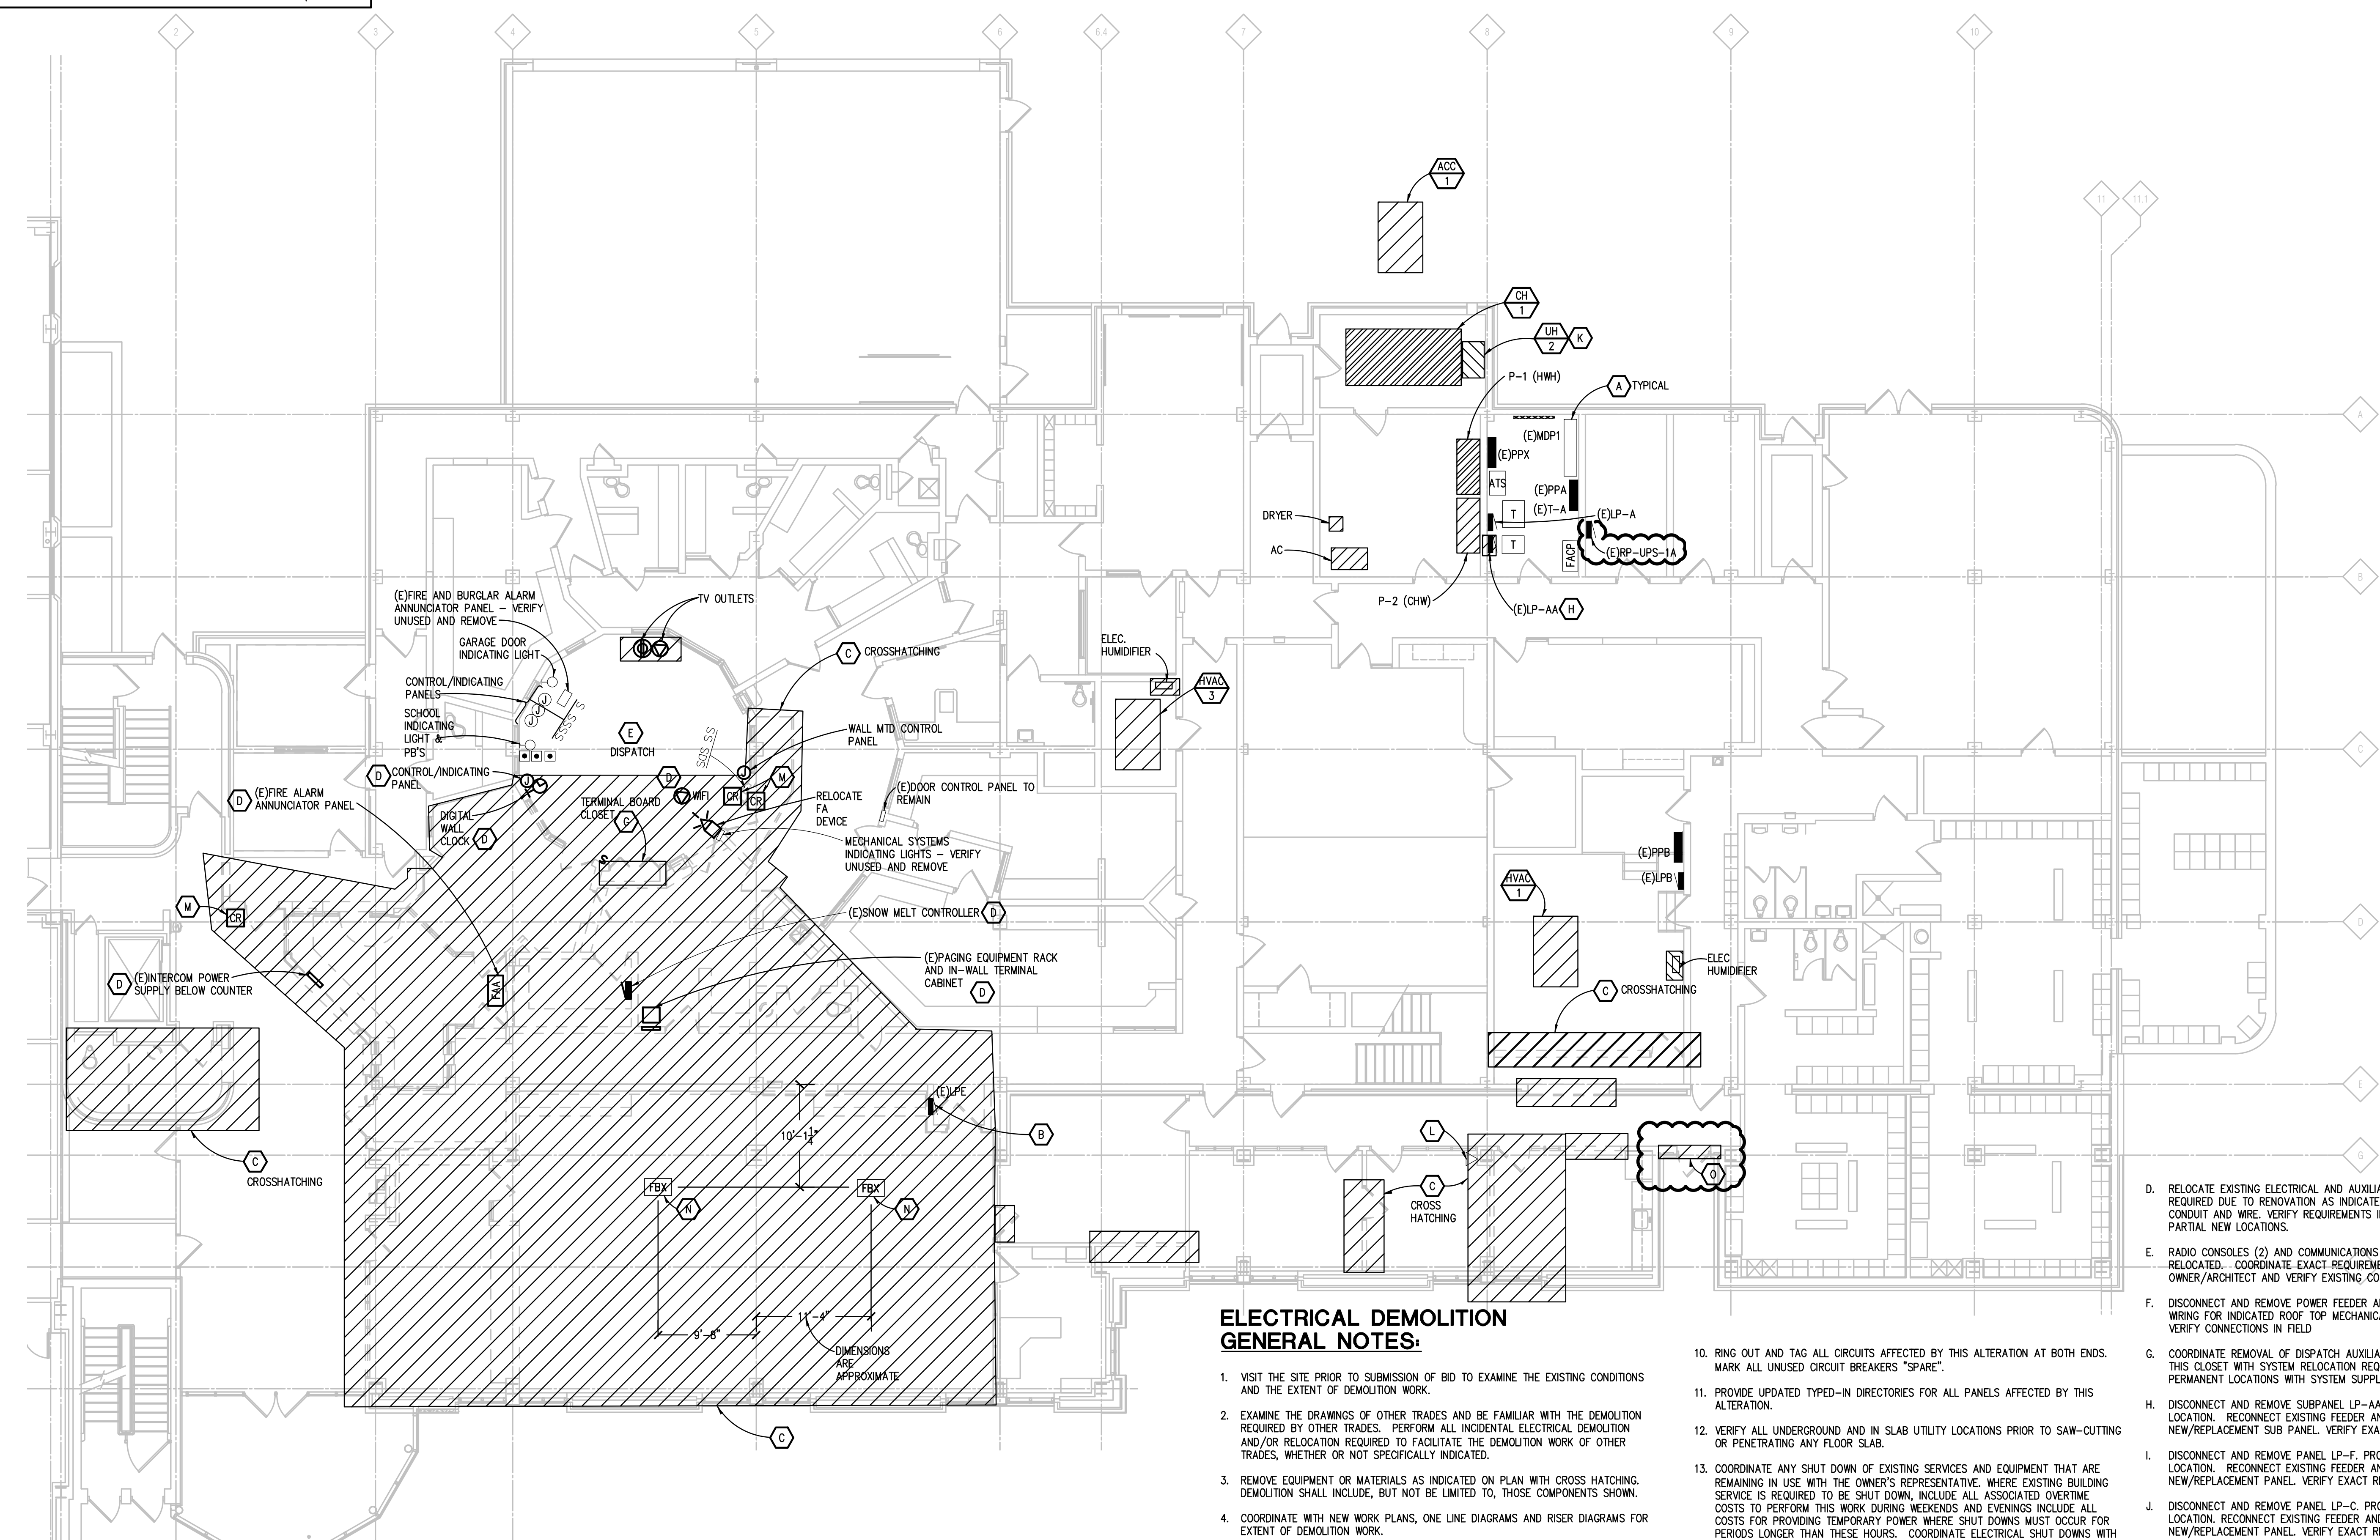 2
3
4
5
6
6.4
7
8
9
10
11
11.1
ACC
1
CH
1
UH
2
K
P-1 (HWH)
A
TYPICAL
A
(E)MDP1
(E)PPX
ATS
(E)PPA
(E)T-A
T
(E)LP-A
DRYER
T
FACP
(E)RP-UPS-1A
AC
B
P-2 (CHW)
(E)LP-AA
H
(E)FIRE AND BURGLAR ALARM
ANNUNCIATOR PANEL - VERIFY
UNUSED AND REMOVE
TV OUTLETS
GARAGE DOOR
INDICATING LIGHT
C
CROSSHATCHING
ELEC.
HUMIDIFIER
HVAC
3
CONTROL/INDICATING
PANELS
J
J
J
S SSSS
SCHOOL
INDICATING
LIGHT &
PB'S
E
DISPATCH
SS SDS
WALL MTD CONTROL
PANEL
C
D
CONTROL/INDICATING
PANEL
J
D
J
M
D
(E)FIRE ALARM
ANNUNCIATOR PANEL
WIFI
CR
CR
(E)DOOR CONTROL PANEL TO
REMAIN
TERMINAL BOARD
CLOSET
G
RELOCATE
FA
DEVICE
DIGITAL
WALL
CLOCK
D
MECHANICAL SYSTEMS
INDICATING LIGHTS - VERIFY
UNUSED AND REMOVE
S
(E)PPB
(E)LPB
HVAC
1
M
CR
(E)SNOW MELT CONTROLLER
D
D
(E)PAGING EQUIPMENT RACK
AND IN-WALL TERMINAL
CABINET
D
ELEC
HUMIDIFIER
D
(E)INTERCOM POWER
SUPPLY BELOW COUNTER
FAA
C
CROSSHATCHING
E
(E)LPE
10'-1¼"
B
L
C
CROSSHATCHING
G
O
FBX
N
FBX
N
C
CROSS
HATCHING
9'-8"
11'-4"
DIMENSIONS
ARE
APPROXIMATE
C
ELECTRICAL DEMOLITION
GENERAL NOTES:
1. VISIT THE SITE PRIOR TO SUBMISSION OF BID TO EXAMINE THE EXISTING CONDITIONS
AND THE EXTENT OF DEMOLITION WORK.
2. EXAMINE THE DRAWINGS OF OTHER TRADES AND BE FAMILIAR WITH THE DEMOLITION
REQUIRED BY OTHER TRADES. PERFORM ALL INCIDENTAL ELECTRICAL DEMOLITION
AND/OR RELOCATION REQUIRED TO FACILITATE THE DEMOLITION WORK OF OTHER
TRADES, WHETHER OR NOT SPECIFICALLY INDICATED.
3. REMOVE EQUIPMENT OR MATERIALS AS INDICATED ON PLAN WITH CROSS HATCHING.
DEMOLITION SHALL INCLUDE, BUT NOT BE LIMITED TO, THOSE COMPONENTS SHOWN.
4. COORDINATE WITH NEW WORK PLANS, ONE LINE DIAGRAMS AND RISER DIAGRAMS FOR
EXTENT OF DEMOLITION WORK.
10. RING OUT AND TAG ALL CIRCUITS AFFECTED BY THIS ALTERATION AT BOTH ENDS.
MARK ALL UNUSED CIRCUIT BREAKERS "SPARE".
11. PROVIDE UPDATED TYPED-IN DIRECTORIES FOR ALL PANELS AFFECTED BY THIS
ALTERATION.
12. VERIFY ALL UNDERGROUND AND IN SLAB UTILITY LOCATIONS PRIOR TO SAW-CUTTING
OR PENETRATING ANY FLOOR SLAB.
13. COORDINATE ANY SHUT DOWN OF EXISTING SERVICES AND EQUIPMENT THAT ARE
REMAINING IN USE WITH THE OWNER'S REPRESENTATIVE. WHERE EXISTING BUILDING
SERVICE IS REQUIRED TO BE SHUT DOWN, INCLUDE ALL ASSOCIATED OVERTIME
COSTS TO PERFORM THIS WORK DURING WEEKENDS AND EVENINGS INCLUDE ALL
COSTS FOR PROVIDING TEMPORARY POWER WHERE SHUT DOWNS MUST OCCUR FOR
PERIODS LONGER THAN THESE HOURS. COORDINATE ELECTRICAL SHUT DOWNS WITH
D. RELOCATE EXISTING ELECTRICAL AND
REQUIRED DUE TO RENOVATION AS
CONDUIT AND WIRE. VERIFY REQUIREMENTS
PARTIAL NEW LOCATIONS.
E. RADIO CONSOLES (2) AND COMMUNICATIONS
RELOCATED. COORDINATE EXACT
OWNER/ARCHITECT AND VERIFY EXISTING
F. DISCONNECT AND REMOVE POWER FEEDER
WIRING FOR INDICATED ROOF TOP
VERIFY CONNECTIONS IN FIELD
G. COORDINATE REMOVAL OF DISPATCH
THIS CLOSET WITH SYSTEM RELOCATION
PERMANENT LOCATIONS WITH SYSTEM
H. DISCONNECT AND REMOVE SUBPANEL LP-AA
LOCATION. RECONNECT EXISTING FEEDER
NEW/REPLACEMENT SUB PANEL. VERIFY
I. DISCONNECT AND REMOVE PANEL LP-F.
LOCATION. RECONNECT EXISTING FEEDER
NEW/REPLACEMENT PANEL. VERIFY EXACT
J. DISCONNECT AND REMOVE PANEL LP-C.
LOCATION. RECONNECT EXISTING FEEDER
NEW/REPLACEMENT PANEL. VERIFY EXACT